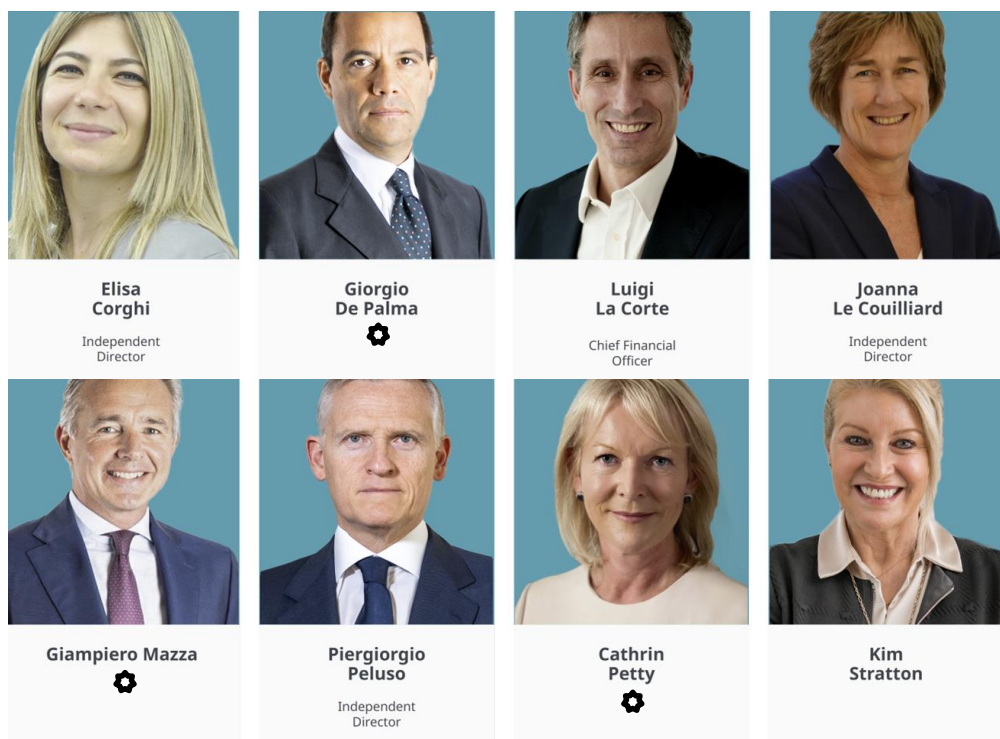 Elisa
Corghi
Independent
Director
Giorgio
De Palma
Luigi
La Corte
Chief Financial
Officer
Joanna
Le Couilliard
Independent
Director
Giampiero Mazza
Piergiorgio
Peluso
Independent
Director
Cathrin
Petty
Kim
Stratton